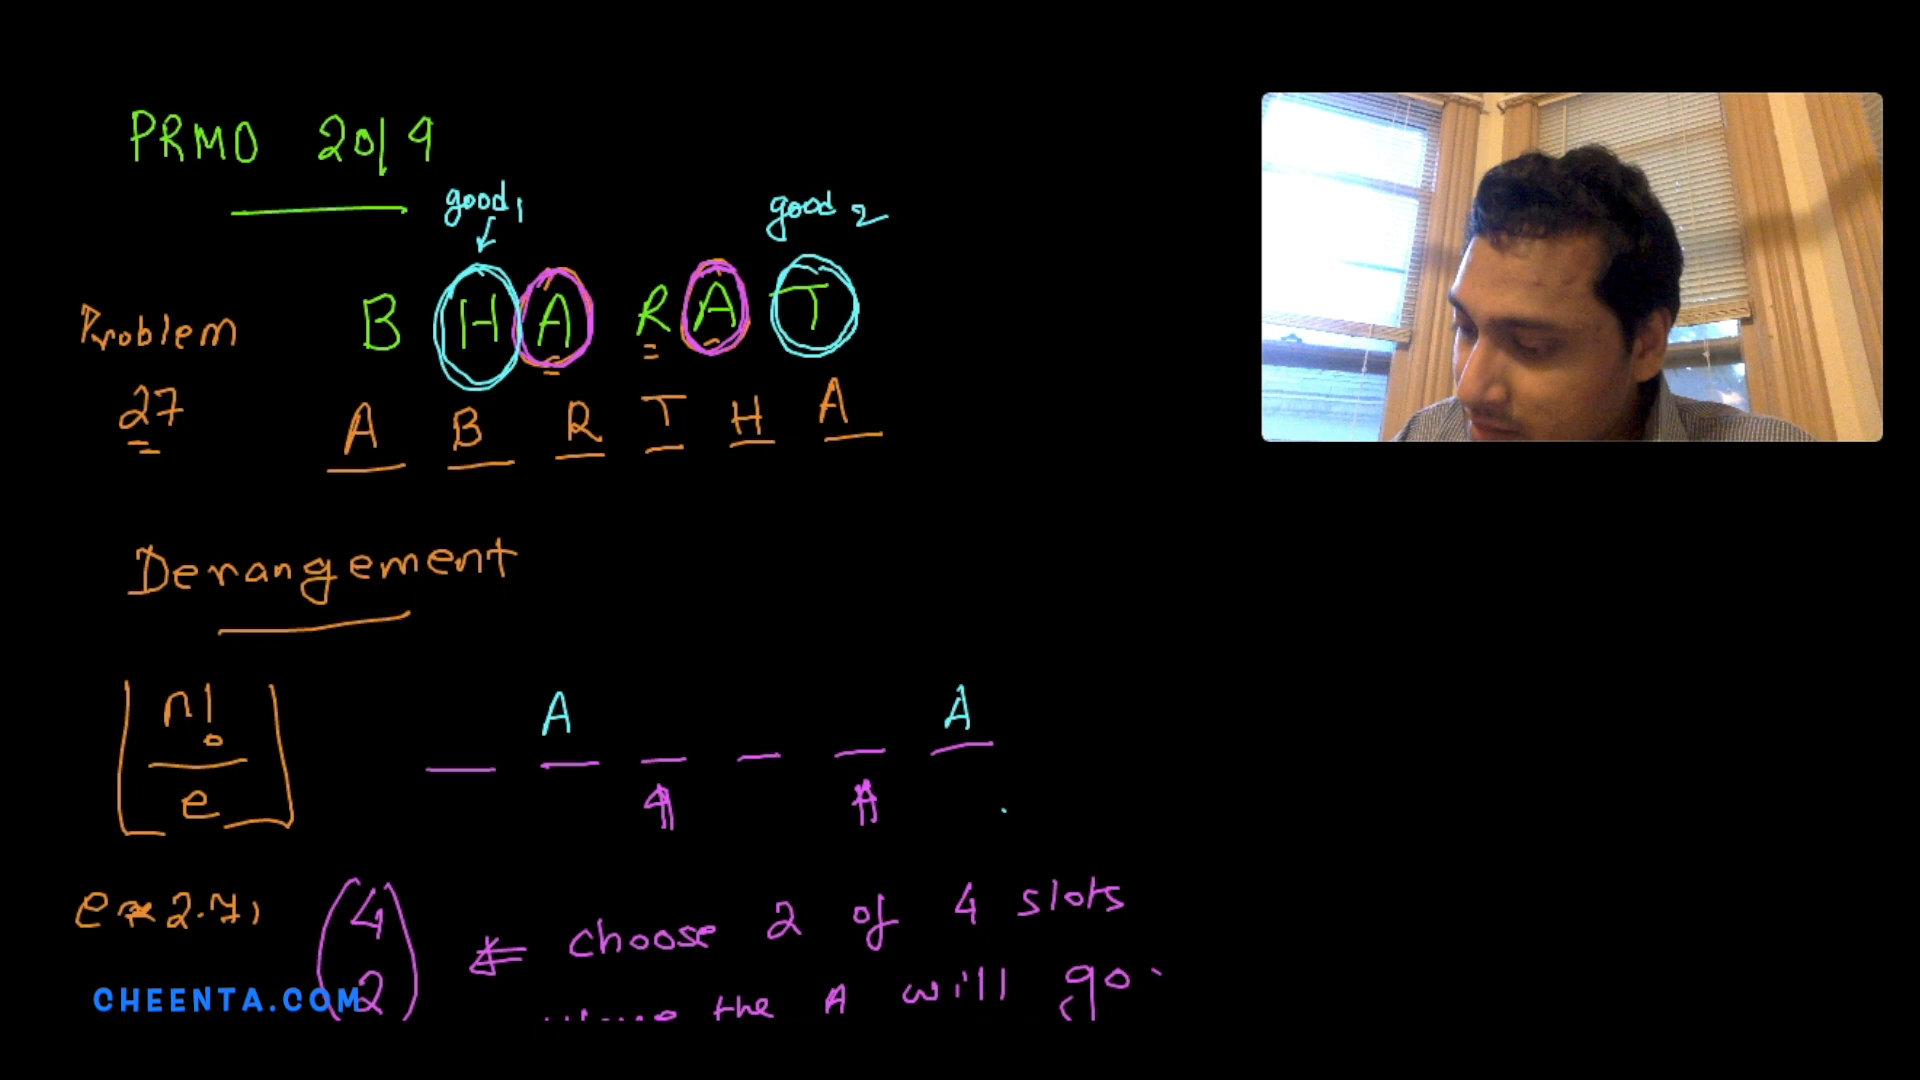 PRMO 2019
good 1 good 2
Problem B H A R A T
27 A B R T H A
Derangement
n!
e
A A
A A
e ≈ 2.71
4
2
← choose 2 of 4 slots
the A will go
CHEENTA.COM